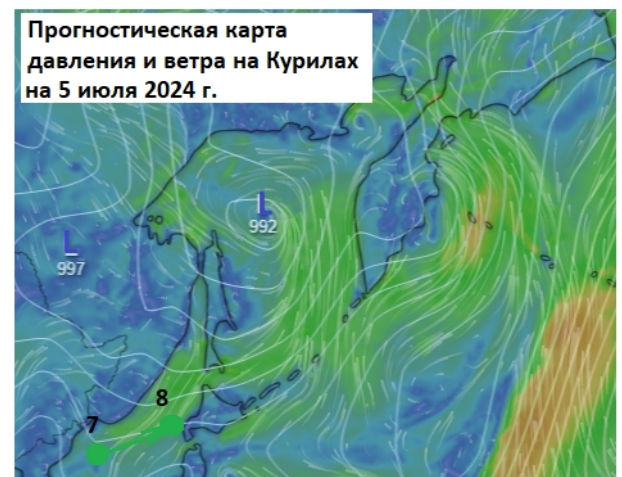 Прогностическая карта
давления и ветра на Курилах
на 5 июля 2024 г.
L
992
L
997
8
7